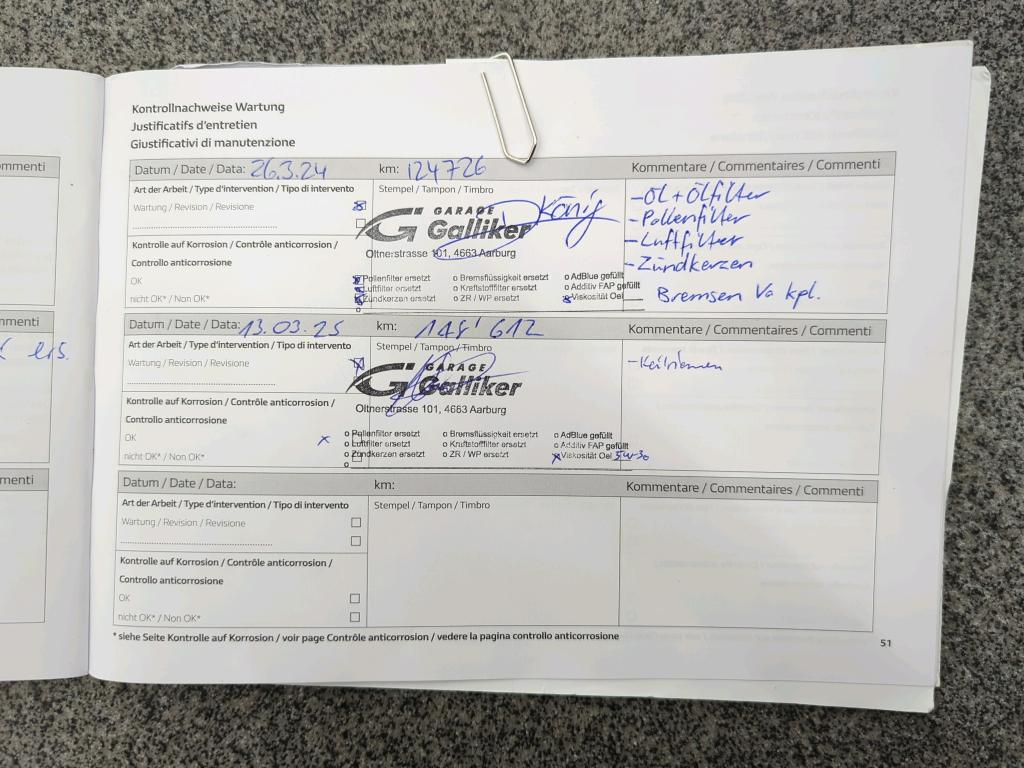 mmenti
mmenti
ers.
menti
Kontrollnachweise Wartung
Justificatifs d'entretien
Giustificativi di manutenzione
Datum / Date / Data: 26.3.24 km: 124726 Kommentare / Commentaires / Commenti
Art der Arbeit / Type d'intervention / Tipo di intervento
Wartung / Revision / Revisione
Kontrolle auf Korrosion / Contrôle anticorrosion /
Controllo anticorrosione
OK
nicht OK* / Non OK*
Stempel / Tampon / Timbro
König
GARAGE
Galliker
Oltnerstrasse 101, 4663 Aarburg
x Pollenfilter ersetzt o Bremsflüssigkeit ersetzt o AdBlue gefüllt
x Luftfilter ersetzt o Kraftstofffilter ersetzt o Additiv FAP gefüllt
x Zündkerzen ersetzt o ZR / WP ersetzt x Viskosität Oel
o
- Öl + Ölfilter
- Pollenfilter
- Luftfilter
- Zündkerzen
Bremsen Va kpl.
Datum / Date / Data: 13.03.25 km: 148'612 Kommentare / Commentaires / Commenti
Art der Arbeit / Type d'intervention / Tipo di intervento
Wartung / Revision / Revisione
Kontrolle auf Korrosion / Contrôle anticorrosion /
Controllo anticorrosione
OK x
nicht OK* / Non OK*
Stempel / Tampon / Timbro
GARAGE
Galliker
Oltnerstrasse 101, 4663 Aarburg
o Pollenfilter ersetzt o Bremsflüssigkeit ersetzt o AdBlue gefüllt
o Luftfilter ersetzt o Kraftstofffilter ersetzt o Additiv FAP gefüllt
o Zündkerzen ersetzt o ZR / WP ersetzt x Viskosität Oel 5w-30
o
- Keilriemen
Datum / Date / Data: km: Kommentare / Commentaires / Commenti
Art der Arbeit / Type d'intervention / Tipo di intervento
Wartung / Revision / Revisione
Kontrolle auf Korrosion / Contrôle anticorrosion /
Controllo anticorrosione
OK
nicht OK* / Non OK*
Stempel / Tampon / Timbro
* siehe Seite Kontrolle auf Korrosion / voir page Contrôle anticorrosion / vedere la pagina controllo anticorrosione
51